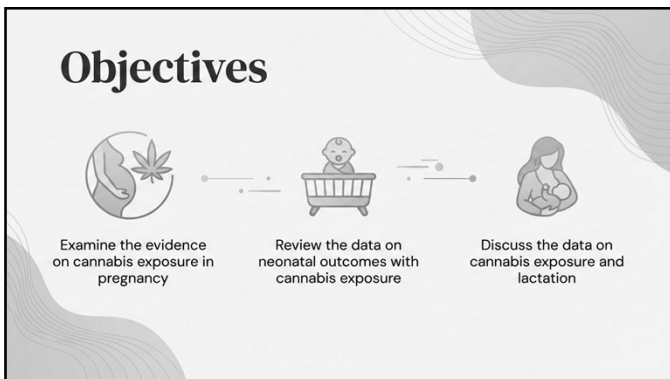 Objectives
Examine the evidence
on cannabis exposure in
pregnancy
Review the data on
neonatal outcomes with
cannabis exposure
Discuss the data on
cannabis exposure and
lactation